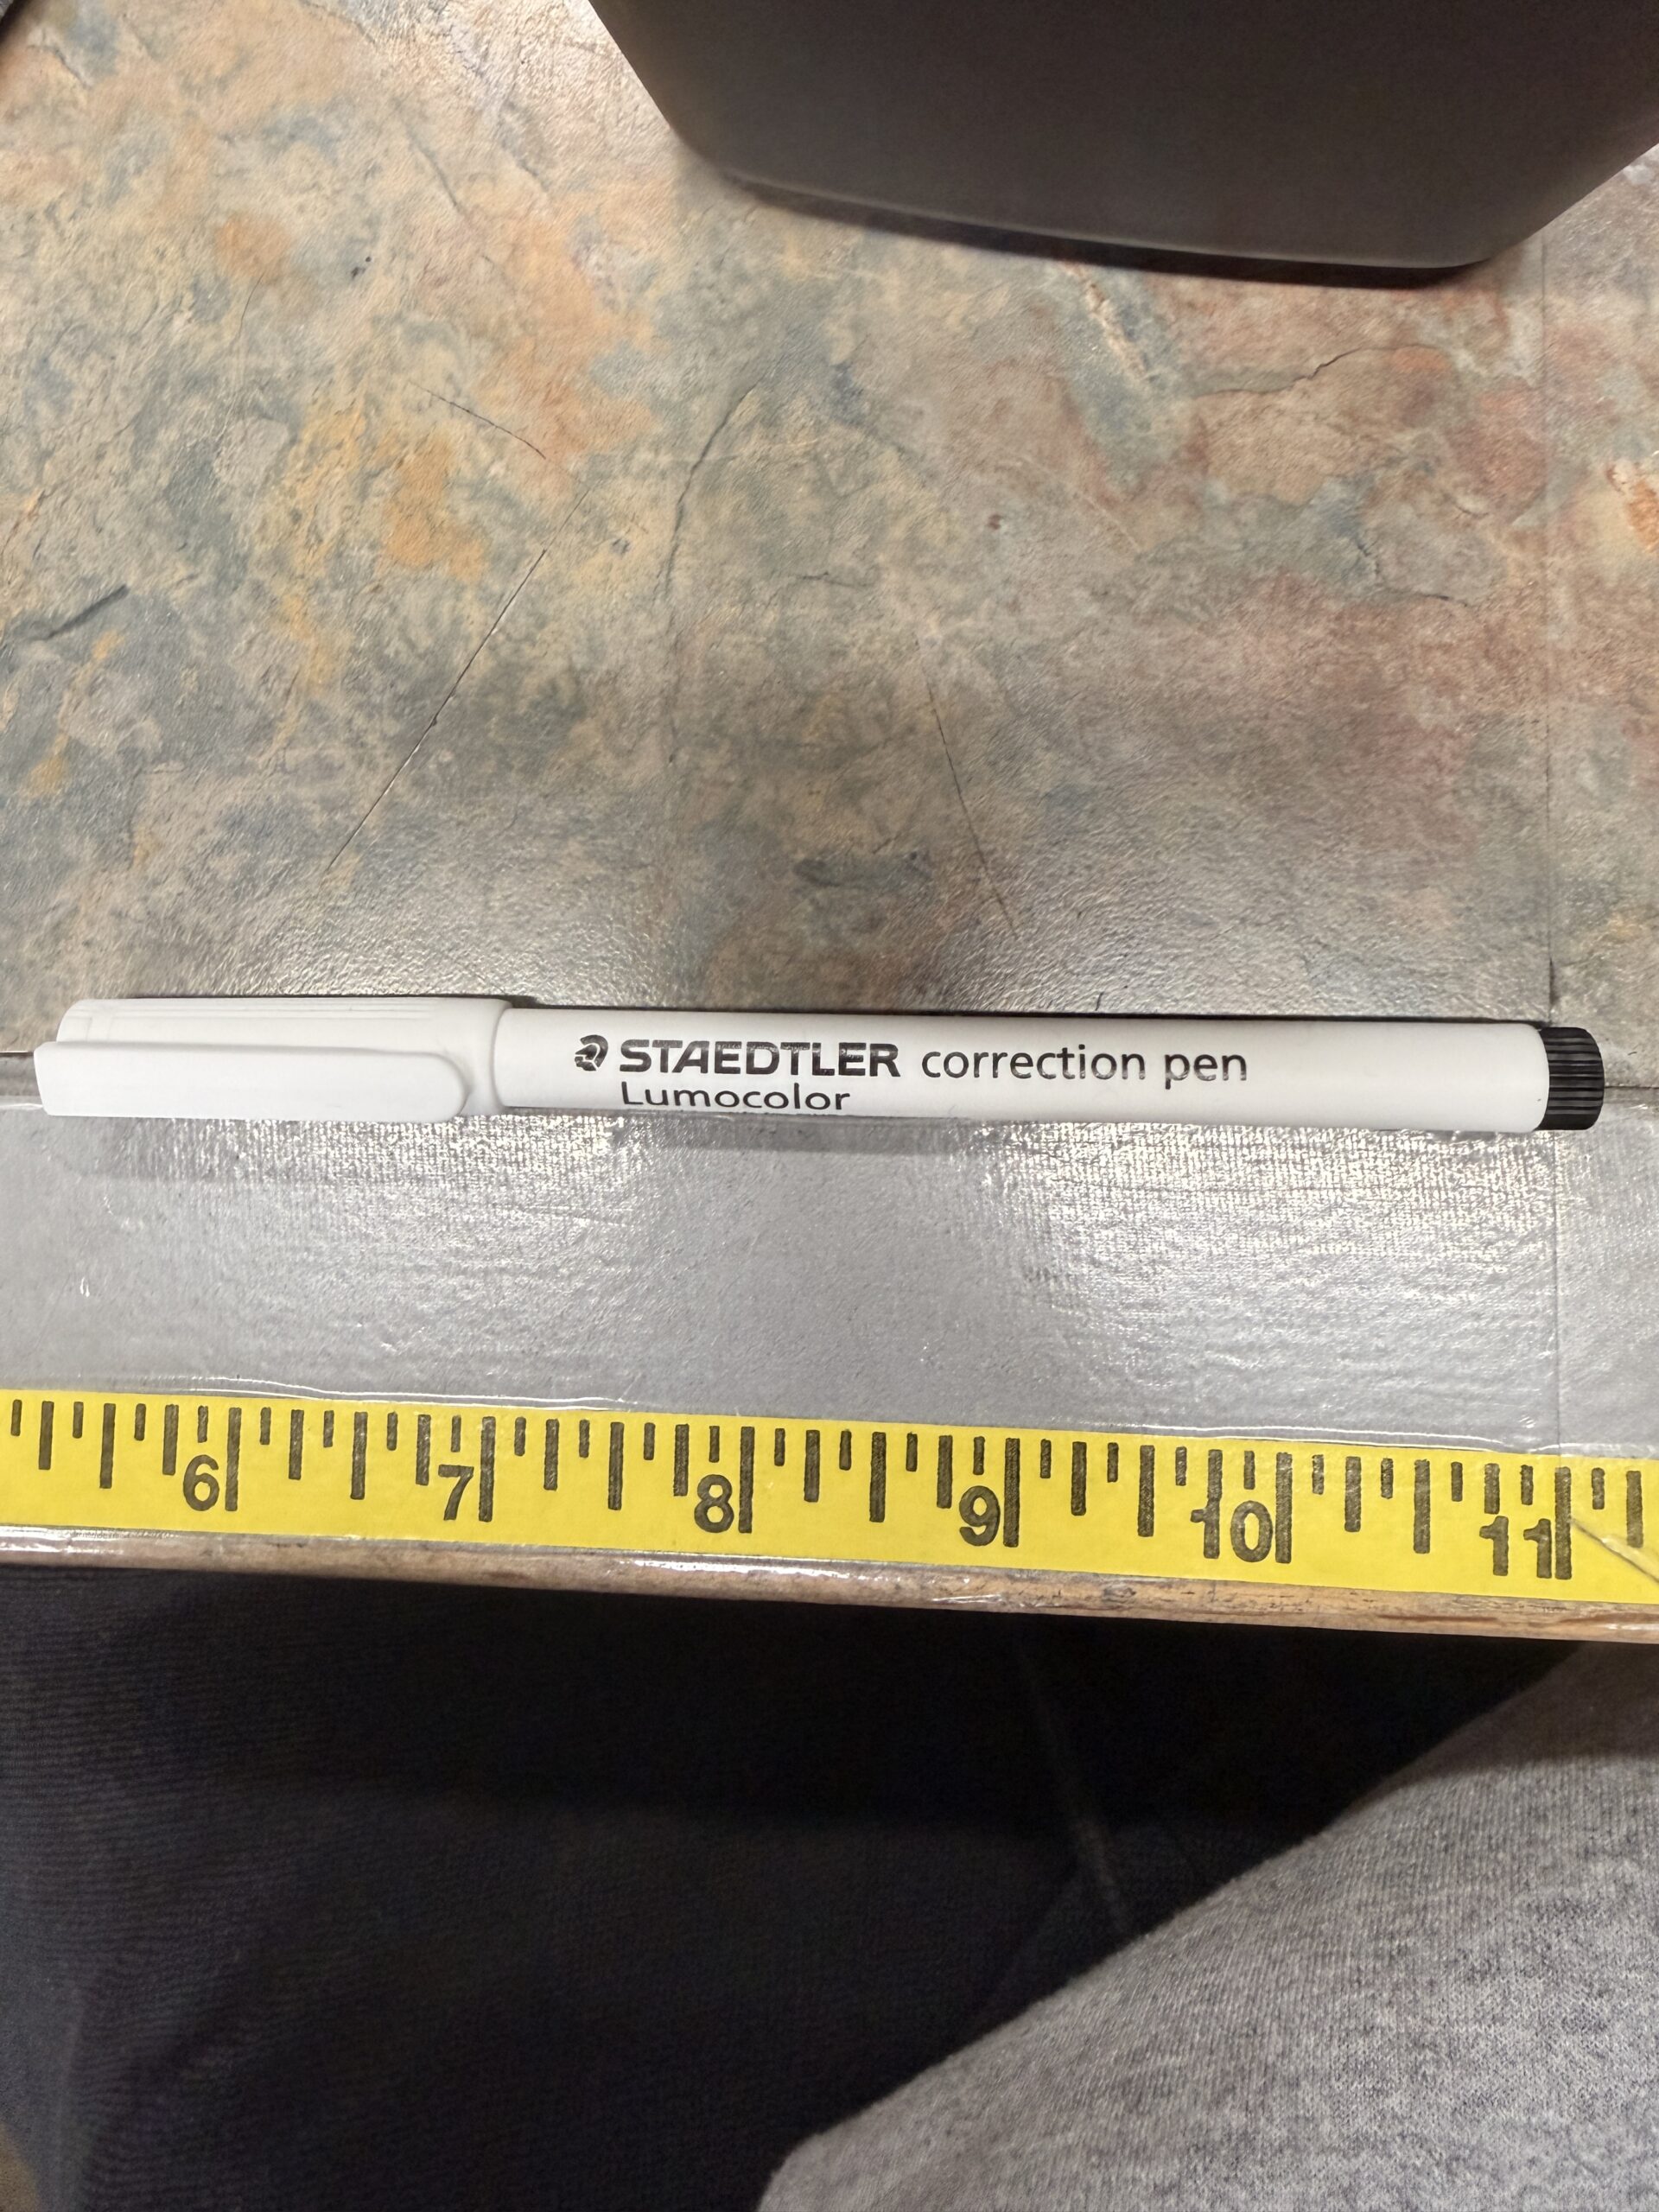 STAEDTLER correction pen
Lumocolor
6 7 8 9 10 11